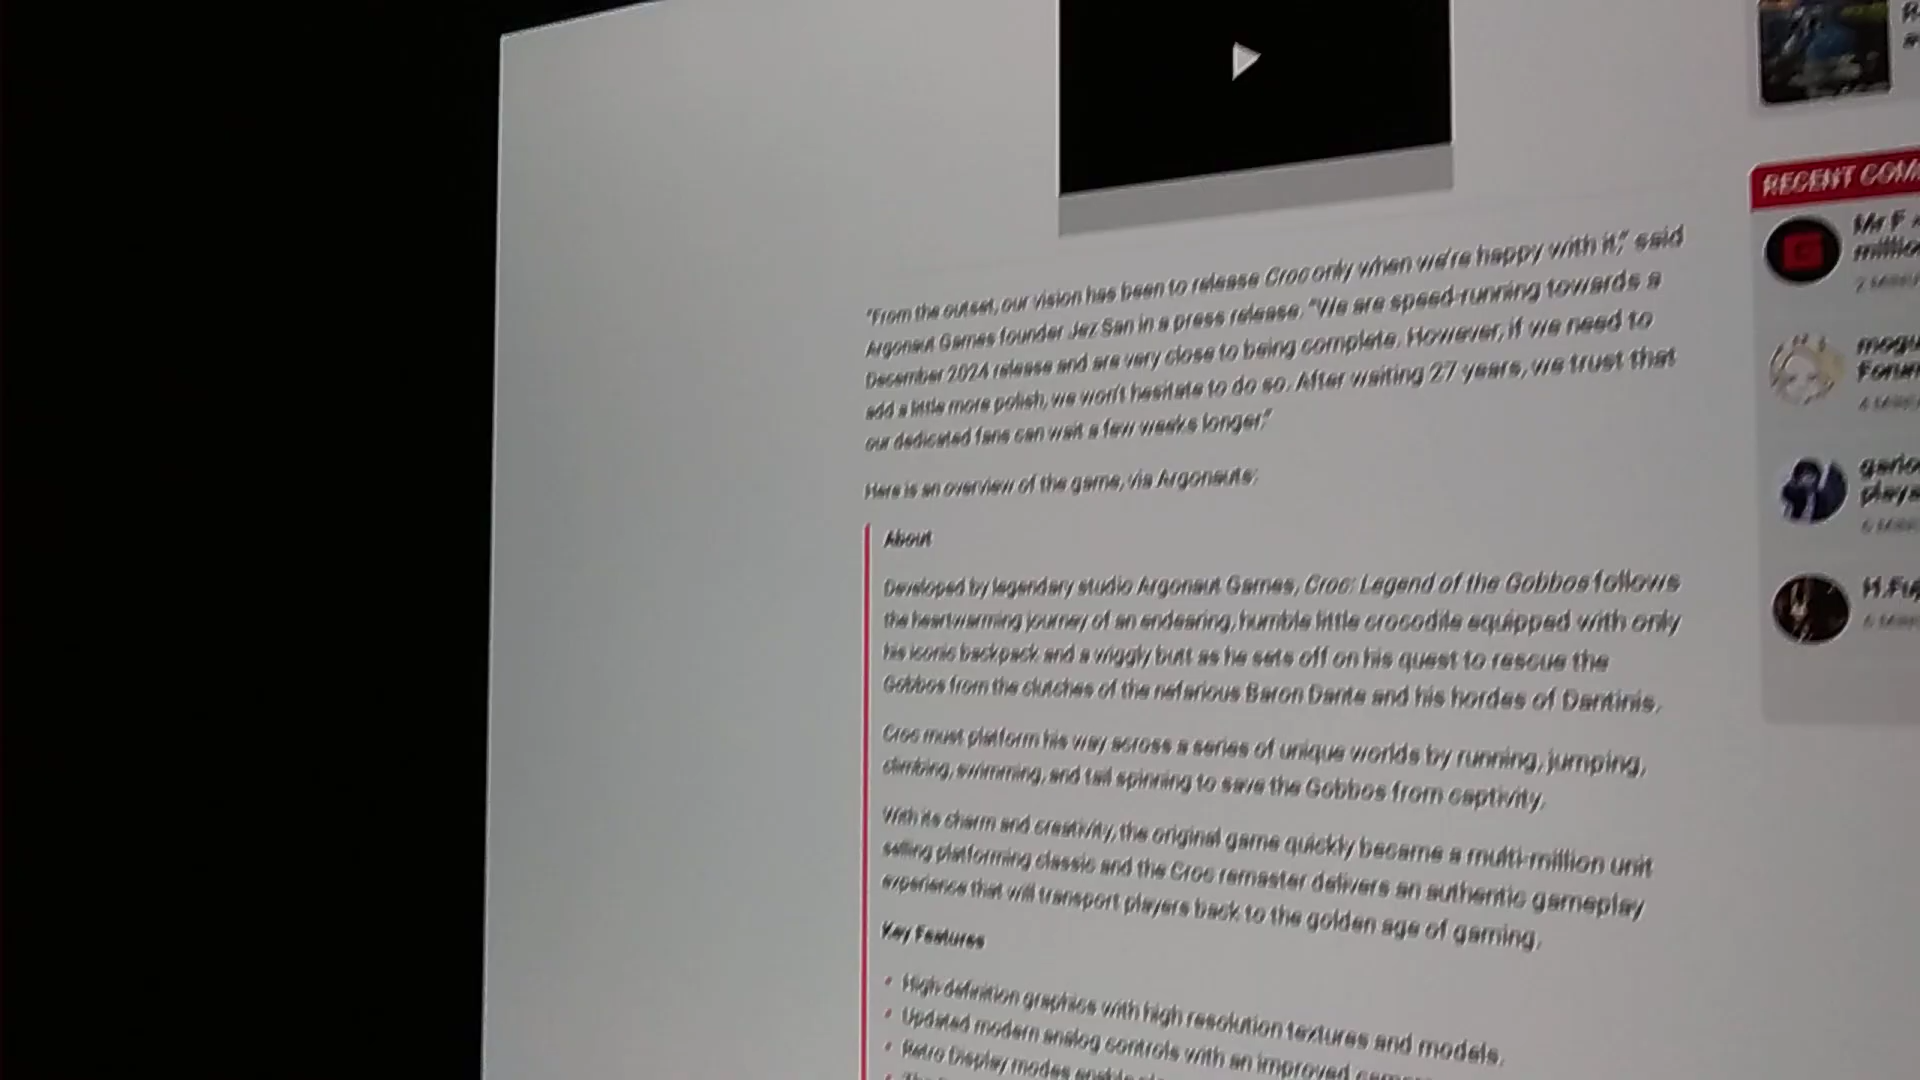 "From the outset, our vision has been to release Croc only when we're happy with it," said
Argonaut Games founder Jez San in a press release. "We are speed-running towards a
December 2024 release and are very close to being complete. However, if we need to
add a little more polish, we won't hesitate to do so. After waiting 27 years, we trust that
our dedicated fans can wait a few weeks longer."
Here is an overview of the game, via Argonauts:
About
Developed by legendary studio Argonaut Games, Croc: Legend of the Gobbos follows
the heartwarming journey of an endearing, humble little crocodile equipped with only
his iconic backpack and a wiggly butt as he sets off on his quest to rescue the
Gobbos from the clutches of the nefarious Baron Dante and his hordes of Dantinis.
Croc must platform his way across a series of unique worlds by running, jumping,
climbing, swimming, and tail spinning to save the Gobbos from captivity.
With its charm and creativity, the original game quickly became a multi-million unit
selling platforming classic and the Croc remaster delivers an authentic gameplay
experience that will transport players back to the golden age of gaming.
Key Features
• High-definition graphics with high resolution textures and models.
• Updated modern analog controls with an improved
• Retro Display modes enable
RECENT COM
Mr F
millio
mogu
Forum
playe